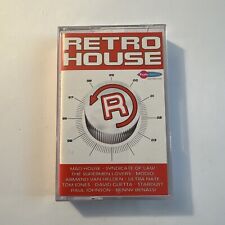 RETRO
HOUSE
R
MAD'HOUSE - SYNDICATE OF LAW
THE SUPERMEN LOVERS - MODJO
ARMAND VAN HELDEN - ULTRA NATE
TOM JONES - DAVID GUETTA - STARDUST
PAUL JOHNSON - BENNY BENASSI